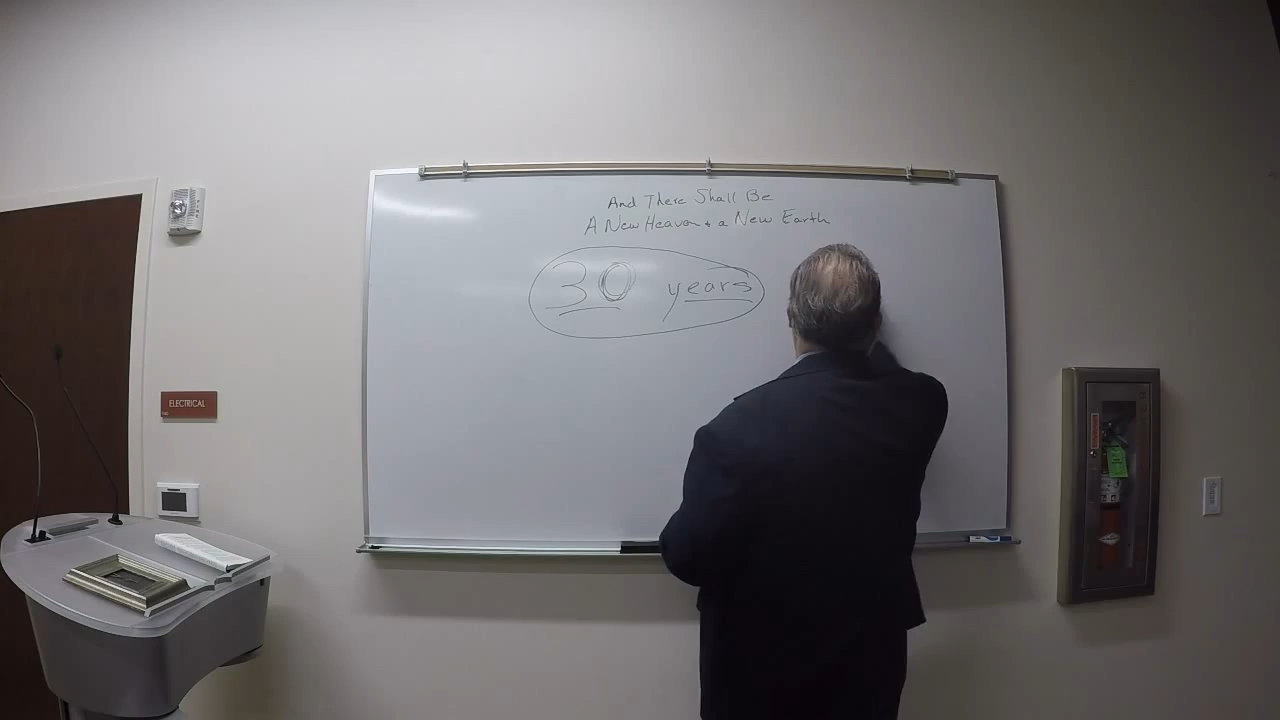 And There Shall Be
A New Heaven & a New Earth
30 years
ELECTRICAL